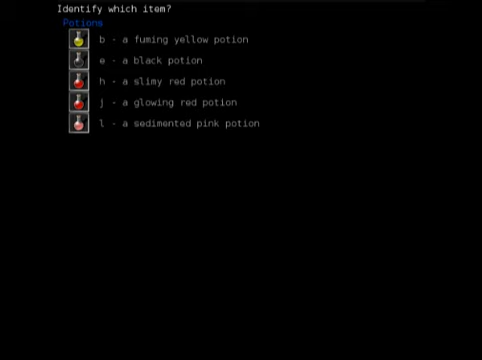 Identify which item?
Potions
b - a fuming yellow potion
e - a black potion
h - a slimy red potion
j - a glowing red potion
l - a sedimented pink potion